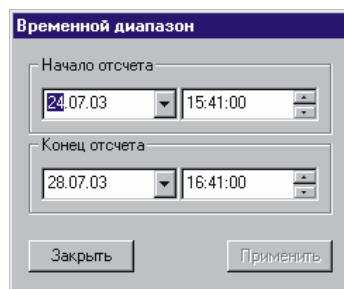 Временной диапазон
Начало отсчета
24.07.03 15:41:00
Конец отсчета
28.07.03 16:41:00
Закрыть Применить